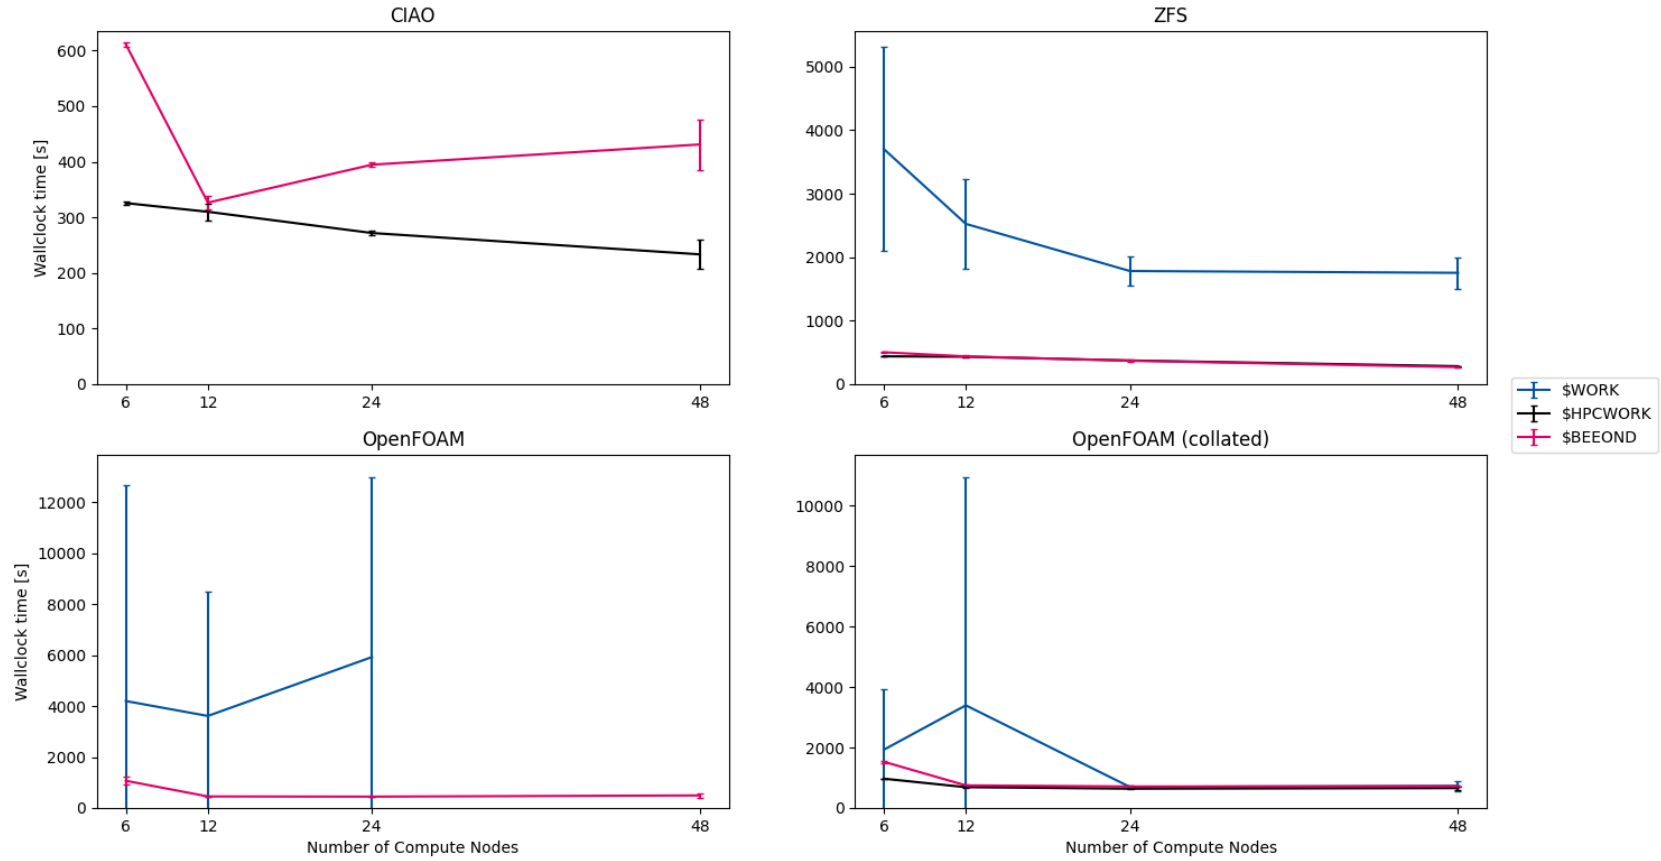 CIAO
Wallclock time [s]
600
500
400
300
200
100
0
6 12 24 48
ZFS
5000
4000
3000
2000
1000
0
6 12 24 48
$WORK
$HPCWORK
$BEEOND
OpenFOAM
Wallclock time [s]
12000
10000
8000
6000
4000
2000
0
6 12 24 48
Number of Compute Nodes
OpenFOAM (collated)
10000
8000
6000
4000
2000
0
6 12 24 48
Number of Compute Nodes